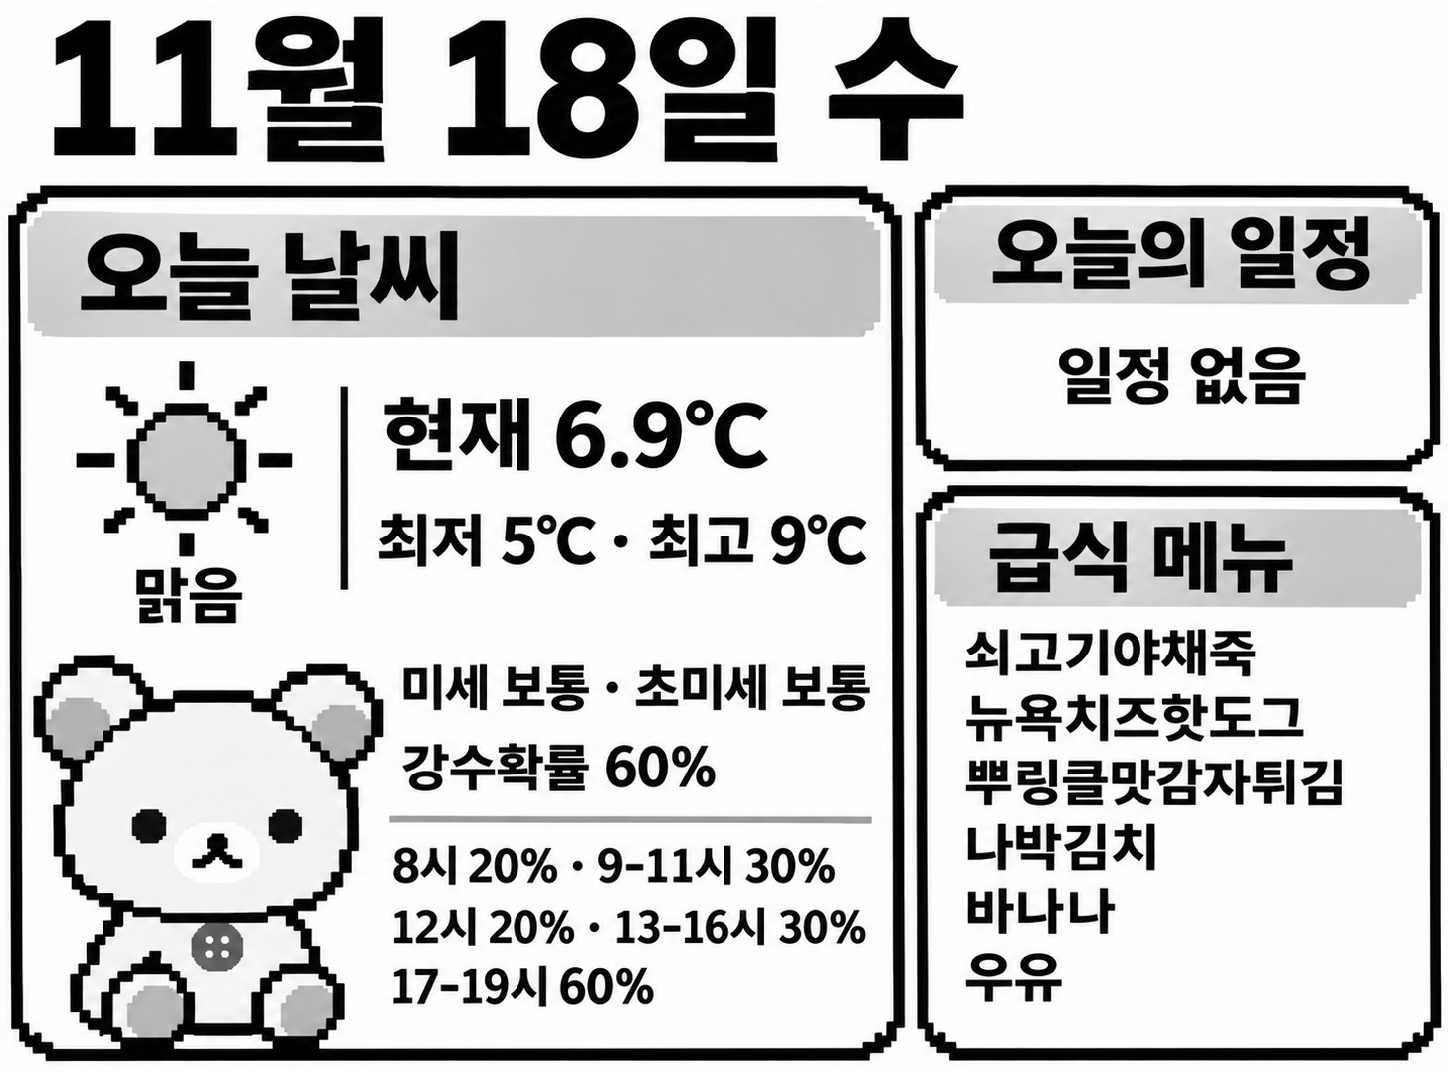 11월 18일 수
오늘 날씨
맑음
현재 6.9°C
최저 5°C · 최고 9°C
미세 보통 · 초미세 보통
강수확률 60%
8시 20% · 9-11시 30%
12시 20% · 13-16시 30%
17-19시 60%
오늘의 일정
일정 없음
급식 메뉴
쇠고기야채죽
뉴욕치즈핫도그
뿌링클맛감자튀김
나박김치
바나나
우유